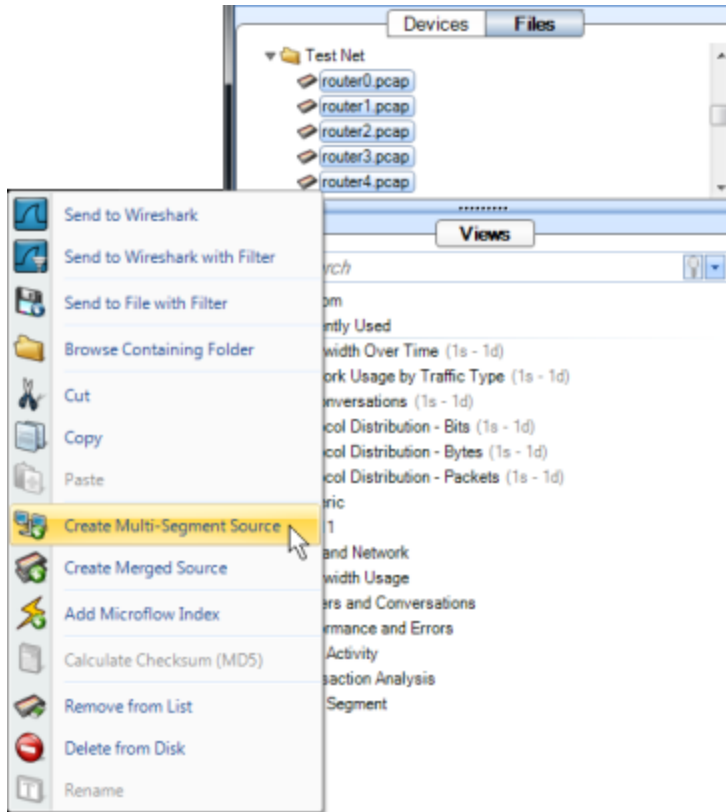 Devices
Files
Test Net
router0.pcap
router1.pcap
router2.pcap
router3.pcap
router4.pcap
Views
Send to Wireshark
Send to Wireshark with Filter
Send to File with Filter
Browse Containing Folder
Cut
Copy
Paste
Create Multi-Segment Source
Create Merged Source
Add Microflow Index
Calculate Checksum (MD5)
Remove from List
Delete from Disk
Rename
rch
om
ntly Used
width Over Time (1s - 1d)
ork Usage by Traffic Type (1s - 1d)
nversations (1s - 1d)
col Distribution - Bits (1s - 1d)
col Distribution - Bytes (1s - 1d)
col Distribution - Packets (1s - 1d)
eric
1
and Network
width Usage
ers and Conversations
rmance and Errors
Activity
saction Analysis
Segment